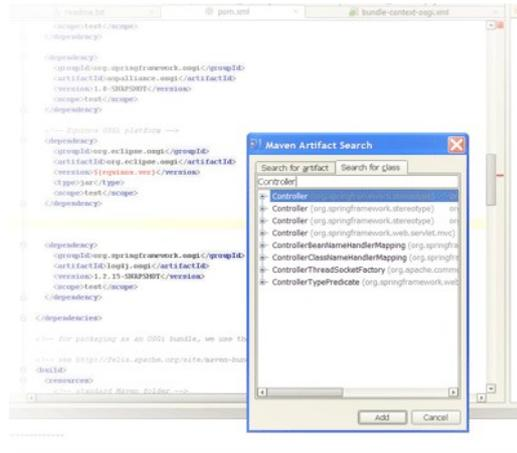 readme.txt
pom.xml
bundle-context-osgi.xml
<scope>test</scope>
</dependency>
<dependency>
<groupId>org.springframework.osgi</groupId>
<artifactId>aopalliance.osgi</artifactId>
<version>1.0-SNAPSHOT</version>
<scope>test</scope>
</dependency>
<!-- Equinox OSGi platform -->
<dependency>
<groupId>org.eclipse.osgi</groupId>
<artifactId>org.eclipse.osgi</artifactId>
<version>${equinox.ver}</version>
<type>jar</type>
<scope>test</scope>
</dependency>
<dependency>
<groupId>org.springframework.osgi</groupId>
<artifactId>log4j.osgi</artifactId>
<version>1.2.15-SNAPSHOT</version>
<scope>test</scope>
</dependency>
</dependencies>
<!-- for packaging as an OSGi bundle, we use th
<!-- see http://felix.apache.org/site/maven-bun
<build>
<resources>
<!-- standard Maven folder -->
Maven Artifact Search
Search for artifact
Search for class
Controller
Controller (org.springframework.stereotype)
Controller (org.springframework.stereotype) or
Controller (org.springframework.web.servlet.mvc)
ControllerBeanNameHandlerMapping (org.springfra
ControllerClassNameHandlerMapping (org.springfr
ControllerThreadSocketFactory (org.apache.commo
ControllerTypePredicate (org.springframework.web
Add
Cancel